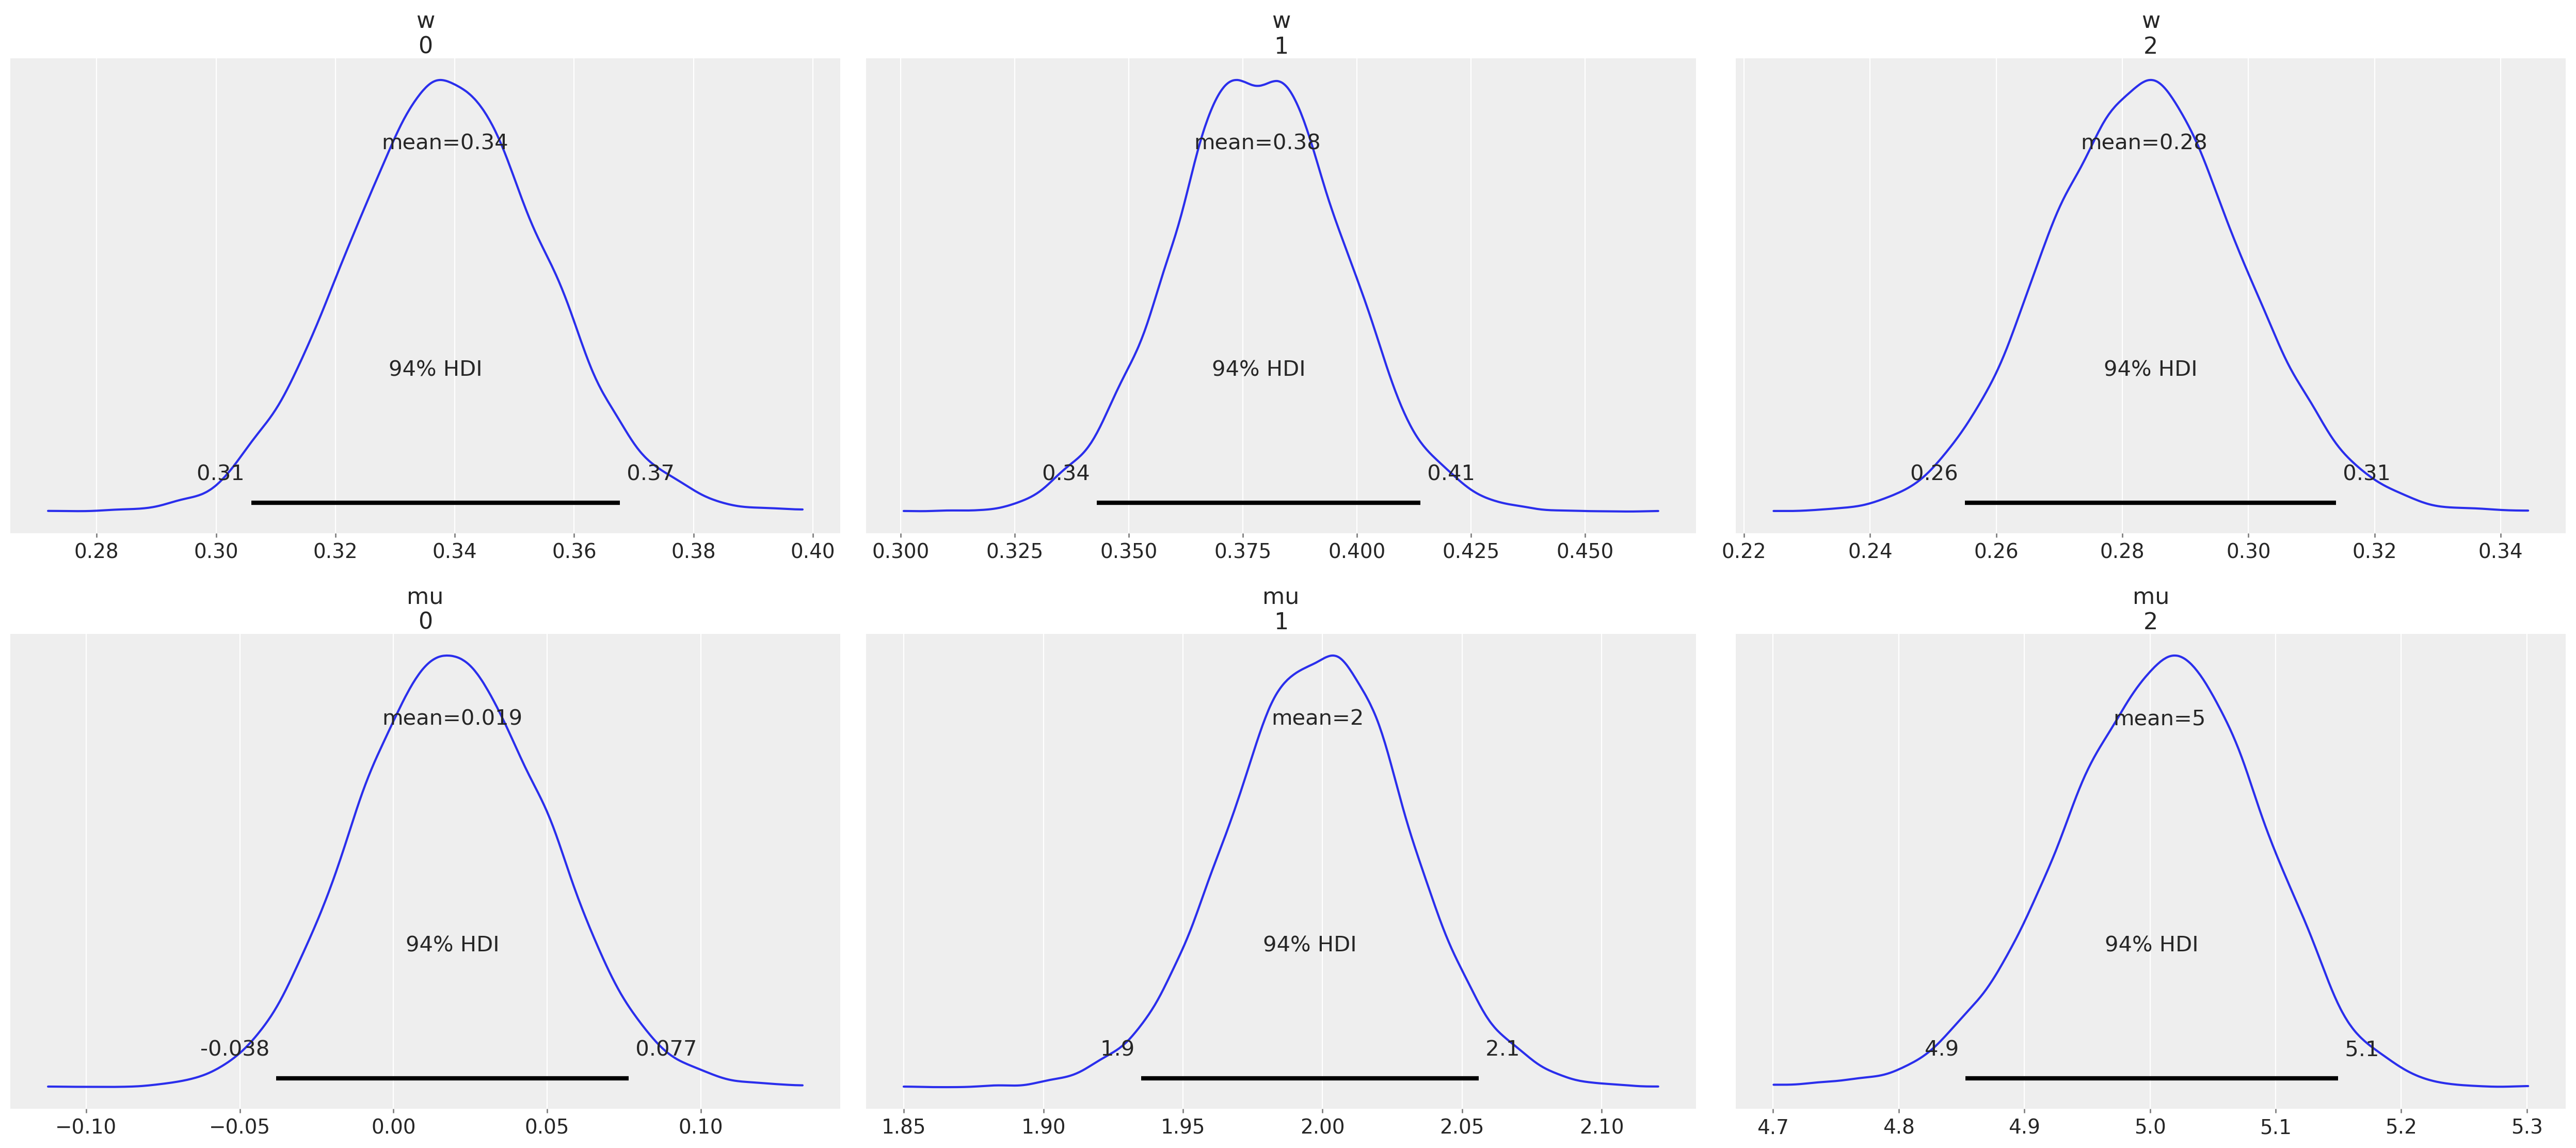 w
0
mean=0.34
94% HDI
0.31
0.37
0.28 0.30 0.32 0.34 0.36 0.38 0.40
w
1
mean=0.38
94% HDI
0.34
0.41
0.300 0.325 0.350 0.375 0.400 0.425 0.450
w
2
mean=0.28
94% HDI
0.26
0.31
0.22 0.24 0.26 0.28 0.30 0.32 0.34
mu
0
mean=0.019
94% HDI
-0.038
0.077
−0.10 −0.05 0.00 0.05 0.10
mu
1
mean=2
94% HDI
1.9
2.1
1.85 1.90 1.95 2.00 2.05 2.10
mu
2
mean=5
94% HDI
4.9
5.1
4.7 4.8 4.9 5.0 5.1 5.2 5.3